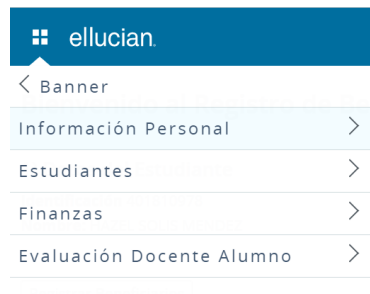 ellucian.
Banner
Información Personal
Estudiantes
Finanzas
Evaluación Docente Alumno